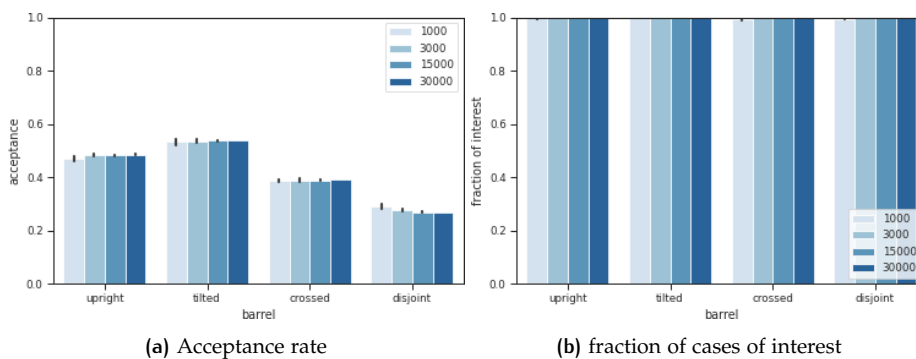 1.0
0.8
0.6
0.4
0.2
0.0
acceptance
1000
3000
15000
30000
upright
tilted
crossed
disjoint
barrel
(a) Acceptance rate
1.0
0.8
0.6
0.4
0.2
0.0
fraction of interest
1000
3000
15000
30000
upright
tilted
crossed
disjoint
barrel
(b) fraction of cases of interest